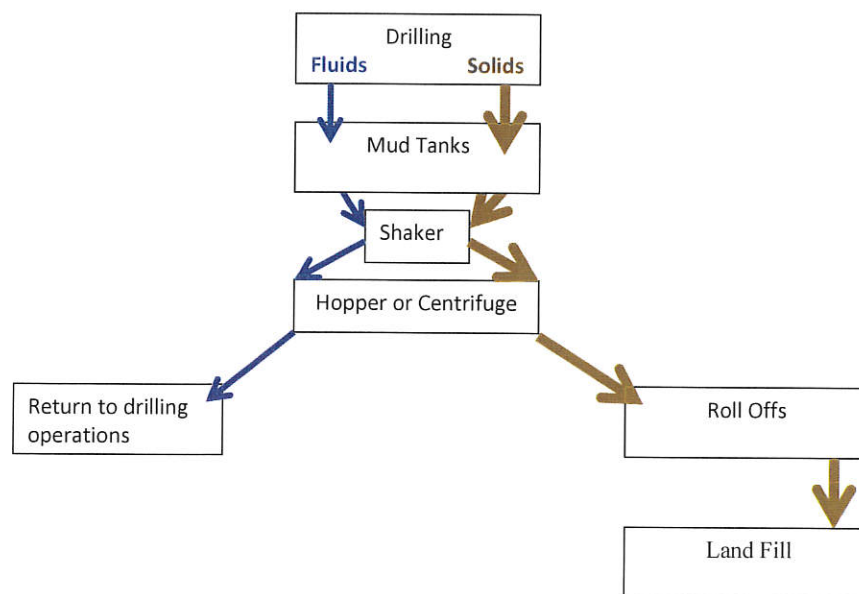 Drilling
Fluids Solids
Mud Tanks
Shaker
Hopper or Centrifuge
Return to drilling
operations
Roll Offs
Land Fill